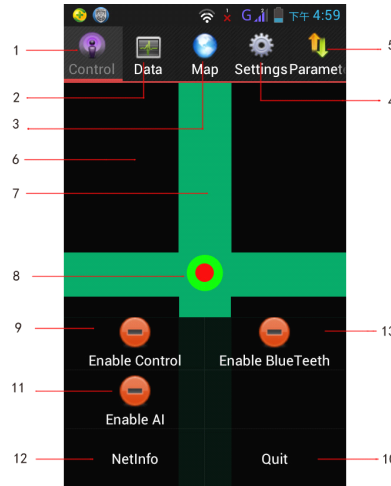 G 下午 4:59
1 Control Data Map Settings Paramet 5
2
3
4
6
7
8
9 13
Enable Control Enable BlueTeeth
11
Enable AI
12 NetInfo Quit 10